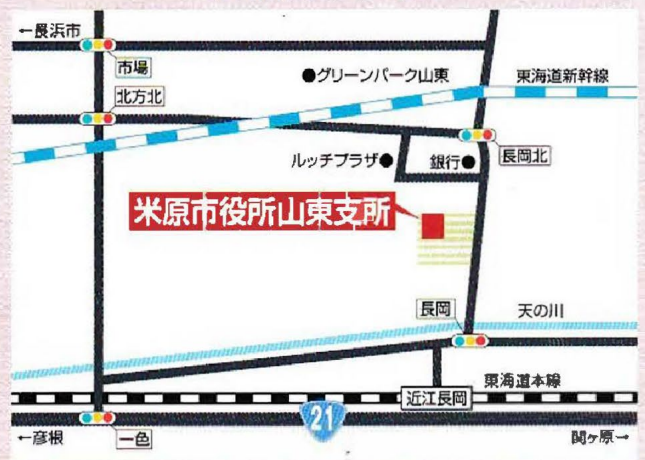 ←長浜市
市場
●グリーンパーク山東
東海道新幹線
北方北
長岡北
ルッチプラザ●
銀行●
米原市役所山東支所
長岡
天の川
東海道本線
近江長岡
21
←彦根
一色
関ヶ原→